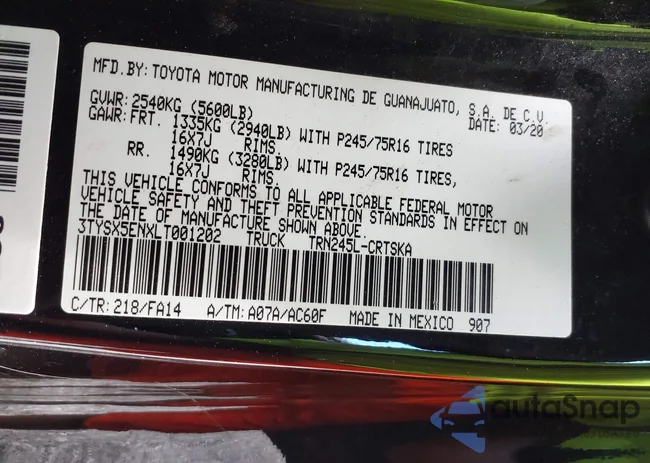 MFD.BY: TOYOTA MOTOR MANUFACTURING DE GUANAJUATO, S.A. DE C.V.
GVWR: 2540KG (5600LB) DATE: 03/20
GAWR: FRT. 1335KG (2940LB) WITH P245/75R16 TIRES
16X7J RIMS.
RR. 1490KG (3280LB) WITH P245/75R16 TIRES,
16X7J RIMS.
THIS VEHICLE CONFORMS TO ALL APPLICABLE FEDERAL MOTOR
VEHICLE SAFETY AND THEFT PREVENTION STANDARDS IN EFFECT ON
THE DATE OF MANUFACTURE SHOWN ABOVE.
3TYSX5ENXLT001202 TRUCK TRN245L-CRTSKA
C/TR: 218/FA14 A/TM: A07A/AC60F MADE IN MEXICO 907
autoSnap